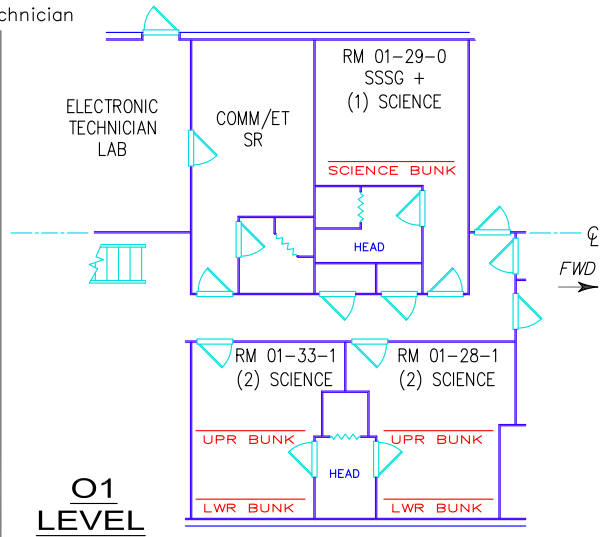 chnician
RM 01-29-0
SSSG +
(1) SCIENCE
ELECTRONIC
TECHNICIAN
LAB
COMM/ET
SR
SCIENCE BUNK
HEAD
℄
FWD
RM 01-33-1
(2) SCIENCE
RM 01-28-1
(2) SCIENCE
UPR BUNK
UPR BUNK
HEAD
LWR BUNK
LWR BUNK
O1
LEVEL